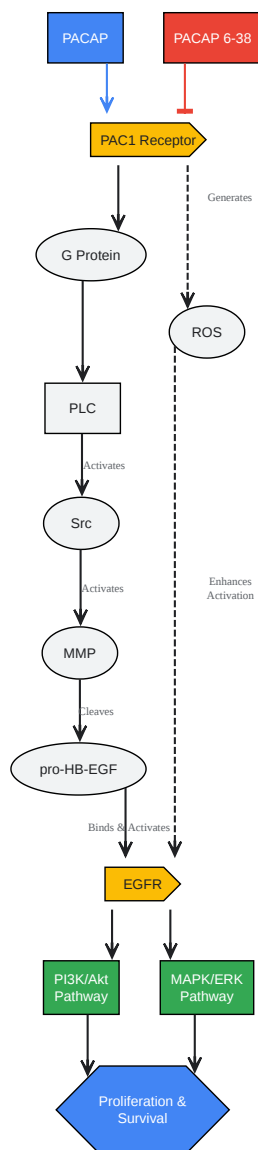 PACAP
PACAP 6-38
PAC1 Receptor
Generates
G Protein
ROS
PLC
Activates
Src
Enhances
Activation
Activates
MMP
Cleaves
pro-HB-EGF
Binds & Activates
EGFR
PI3K/Akt
Pathway
MAPK/ERK
Pathway
Proliferation &
Survival